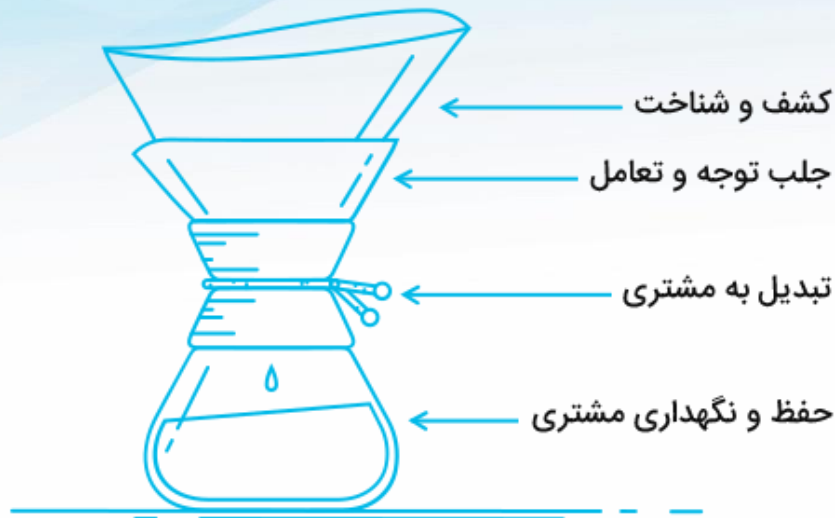 کشف و شناخت
جلب توجه و تعامل
تبدیل به مشتری
حفظ و نگهداری مشتری